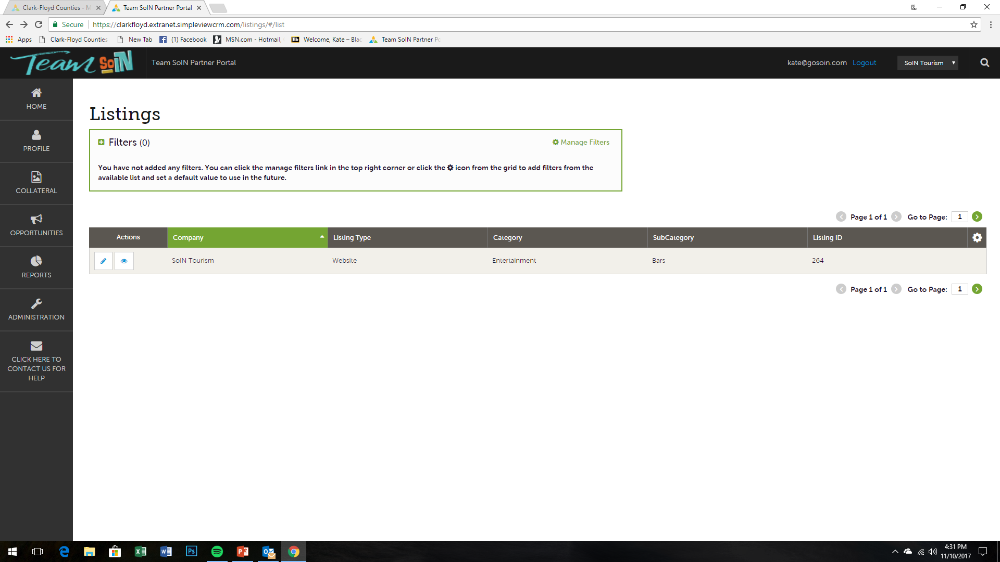 Clark-Floyd Counties - M
Team SoIN Partner Portal
Secure
https://clarkfloyd.extranet.simpleviewcrm.com/listings/#/list
Apps
Clark-Floyd Counties
New Tab
(1) Facebook
MSN.com - Hotmail,
Bb Welcome, Kate – Blac
Team SoIN Partner Po
Team SoIN
Team SoIN Partner Portal
kate@gosoin.com Logout
SoIN Tourism
HOME
PROFILE
COLLATERAL
OPPORTUNITIES
REPORTS
ADMINISTRATION
CLICK HERE TO
CONTACT US FOR
HELP
Listings
Filters (0)
Manage Filters
You have not added any filters. You can click the manage filters link in the top right corner or click the icon from the grid to add filters from the
available list and set a default value to use in the future.
Page 1 of 1 Go to Page: 1
Actions Company Listing Type Category SubCategory Listing ID
SoIN Tourism Website Entertainment Bars 264
Page 1 of 1 Go to Page: 1
4:31 PM
11/10/2017